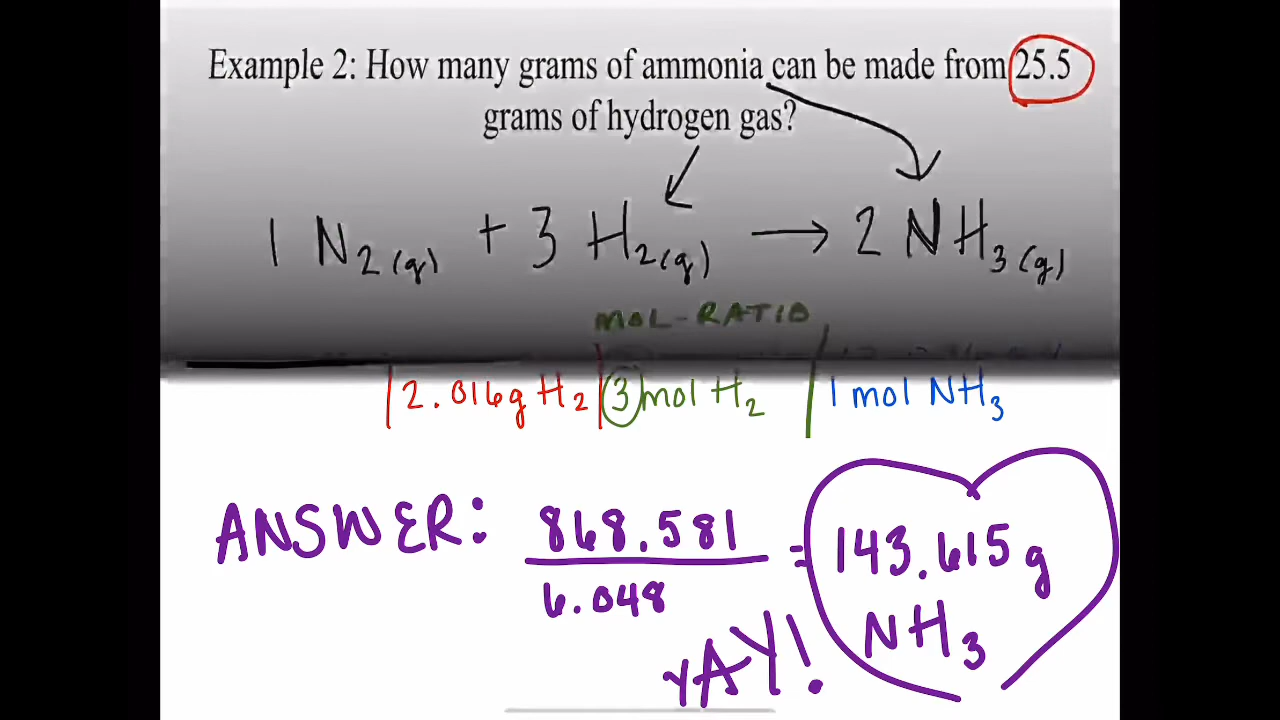 Example 2: How many grams of ammonia can be made from 25.5
grams of hydrogen gas?
1 N2(g) + 3 H2(g) → 2 NH3(g)
MOL-RATIO
2.016g H2 | 3 mol H2 | 1 mol NH3
ANSWER: 868.581
6.048
= 143.615 g
NH3
YAY!